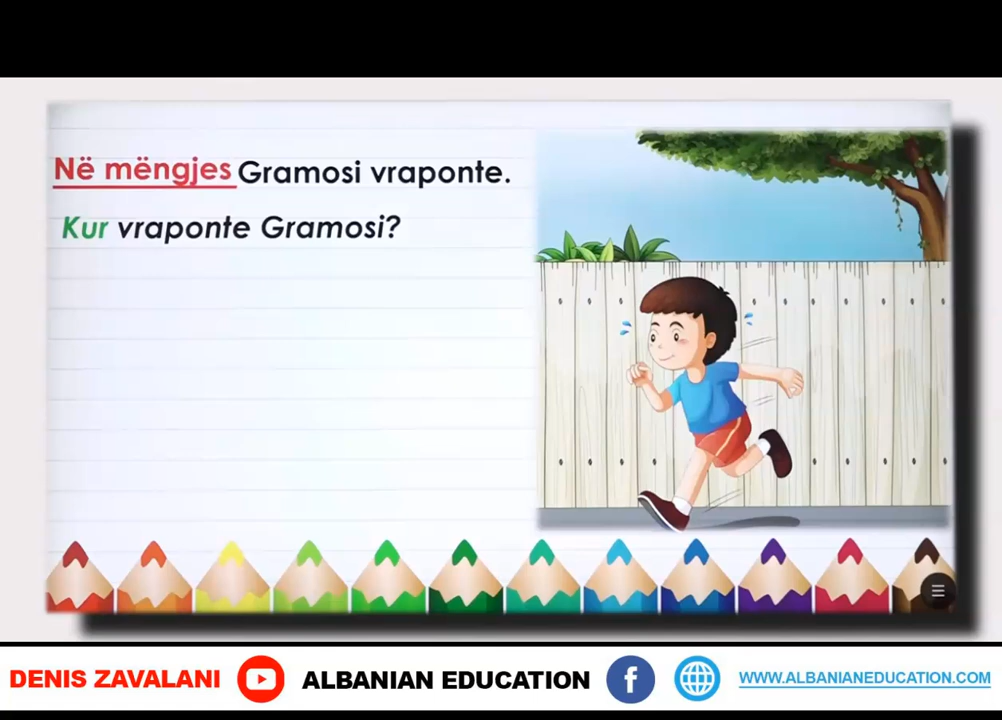 Në mëngjes Gramosi vraponte.
Kur vraponte Gramosi?
DENIS ZAVALANI ALBANIAN EDUCATION WWW.ALBANIANEDUCATION.COM